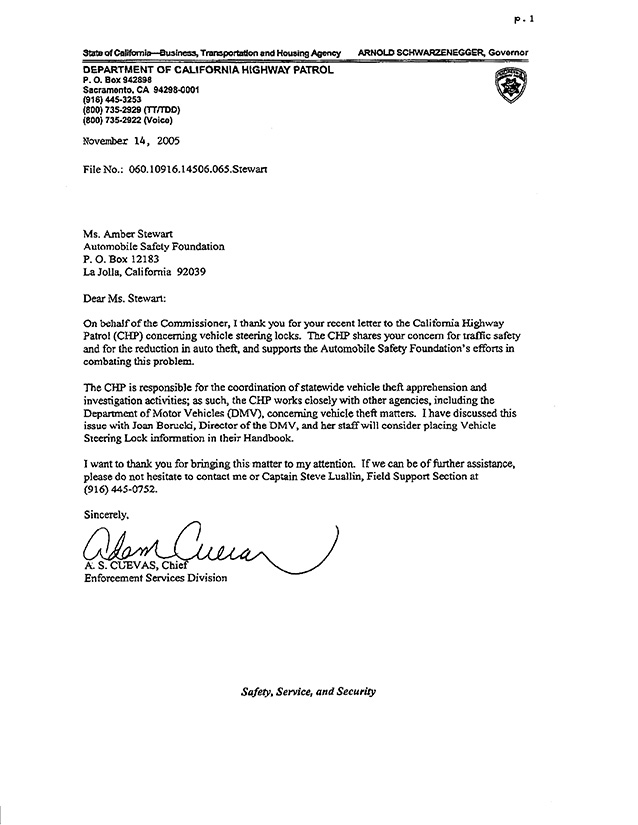 p. 1
State of California—Business, Transportation and Housing Agency ARNOLD SCHWARZENEGGER, Governor
DEPARTMENT OF CALIFORNIA HIGHWAY PATROL
P. O. Box 942898
Sacramento, CA 94298-0001
(916) 445-3253
(800) 735-2929 (TT/TDD)
(800) 735-2922 (Voice)
November 14, 2005
File No.: 060.10916.14506.065.Stewart
Ms. Amber Stewart
Automobile Safety Foundation
P. O. Box 12183
La Jolla, California 92039
Dear Ms. Stewart:
On behalf of the Commissioner, I thank you for your recent letter to the California Highway
Patrol (CHP) concerning vehicle steering locks. The CHP shares your concern for traffic safety
and for the reduction in auto theft, and supports the Automobile Safety Foundation's efforts in
combating this problem.
The CHP is responsible for the coordination of statewide vehicle theft apprehension and
investigation activities; as such, the CHP works closely with other agencies, including the
Department of Motor Vehicles (DMV), concerning vehicle theft matters. I have discussed this
issue with Joan Borucki, Director of the DMV, and her staff will consider placing Vehicle
Steering Lock information in their Handbook.
I want to thank you for bringing this matter to my attention. If we can be of further assistance,
please do not hesitate to contact me or Captain Steve Luallin, Field Support Section at
(916) 445-0752.
Sincerely,
Adam Cuevas
A. S. CUEVAS, Chief
Enforcement Services Division
Safety, Service, and Security